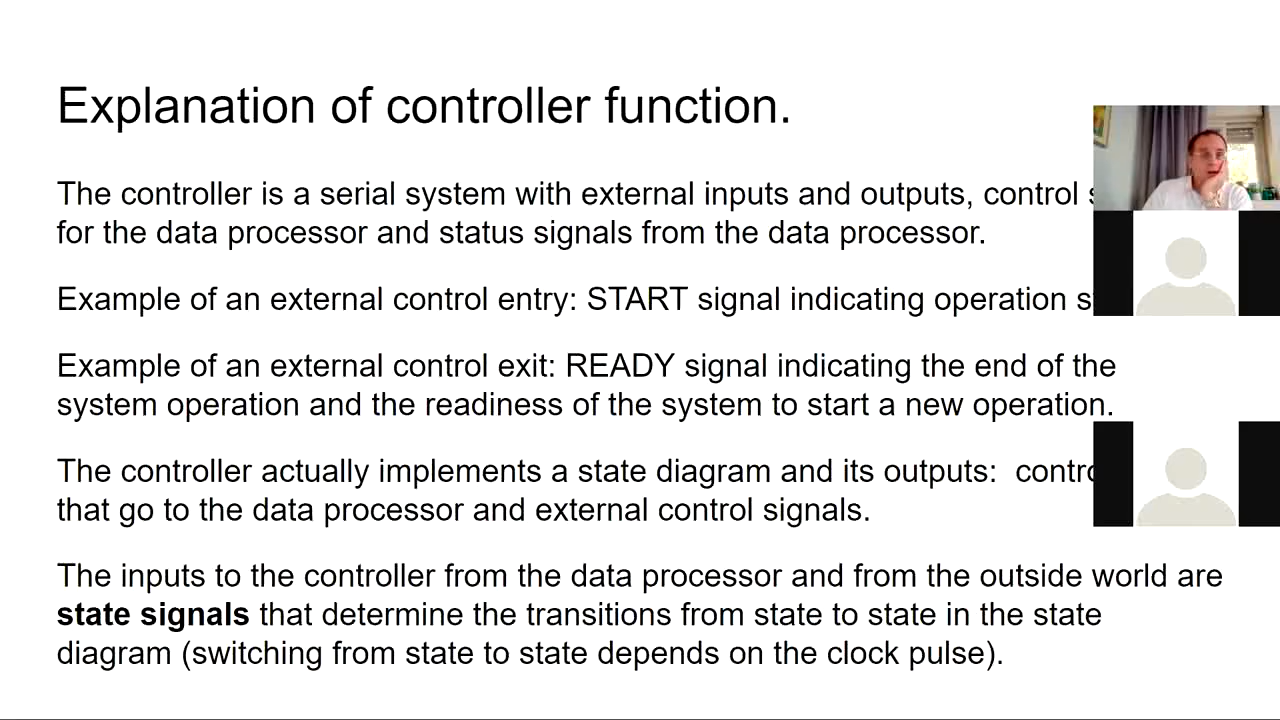 Explanation of controller function.
The controller is a serial system with external inputs and outputs, control
for the data processor and status signals from the data processor.
Example of an external control entry: START signal indicating operation
Example of an external control exit: READY signal indicating the end of the
system operation and the readiness of the system to start a new operation.
The controller actually implements a state diagram and its outputs:
that go to the data processor and external control signals.
The inputs to the controller from the data processor and from the outside world are
state signals that determine the transitions from state to state in the state
diagram (switching from state to state depends on the clock pulse).